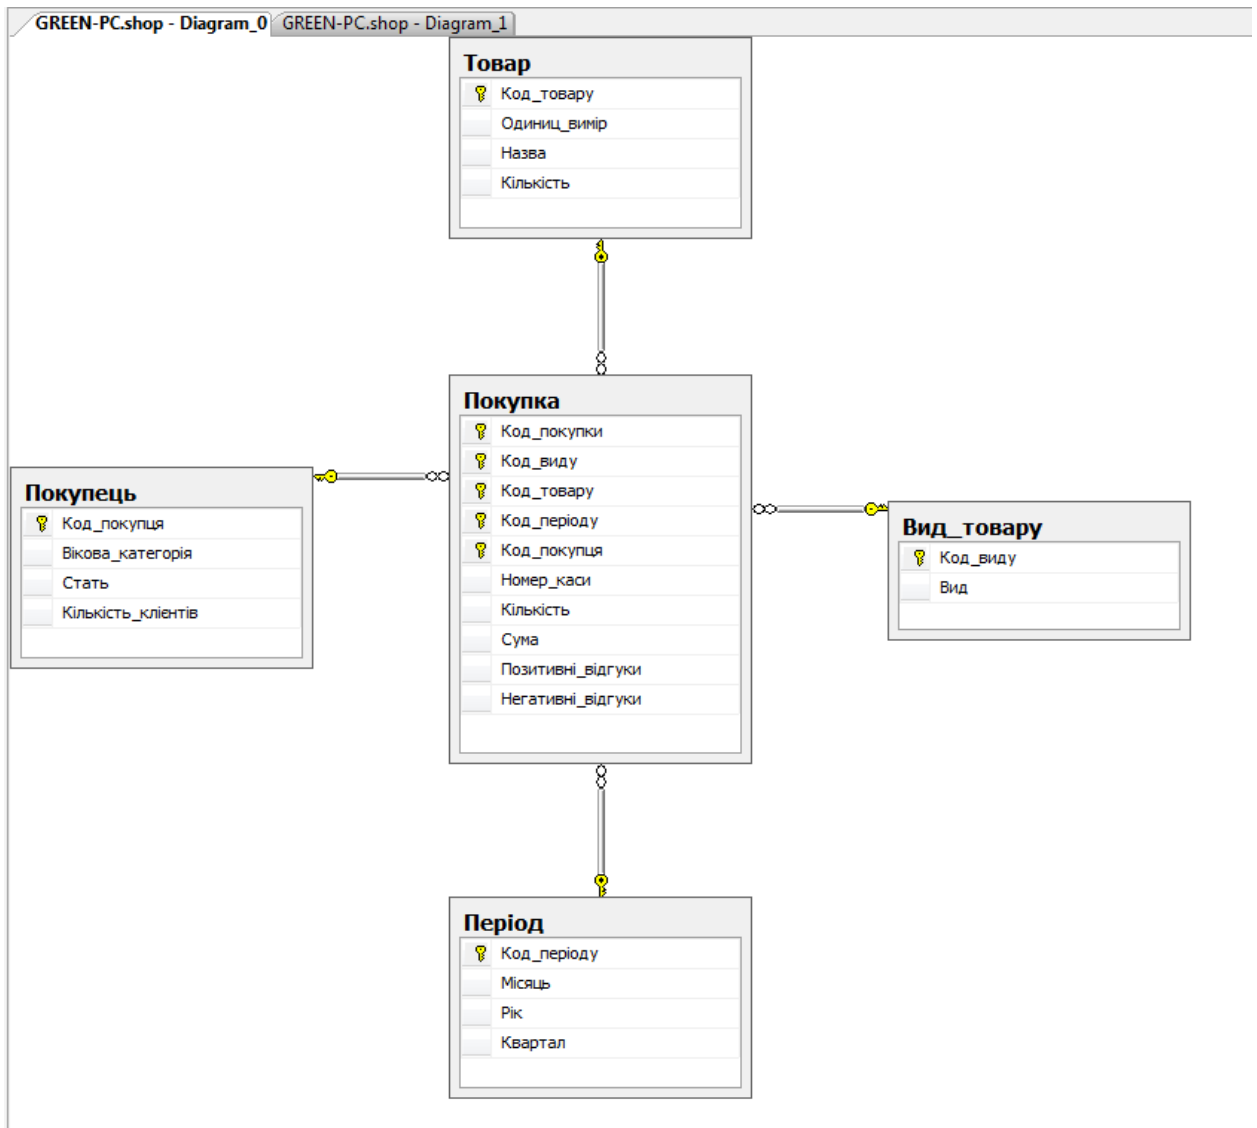 GREEN-PC.shop - Diagram_0 GREEN-PC.shop - Diagram_1
Товар
Код_товару
Одиниц_вимір
Назва
Кількість
Покупка
Код_покупки
Код_виду
Код_товару
Код_періоду
Код_покупця
Номер_каси
Кількість
Сума
Позитивні_відгуки
Негативні_відгуки
Покупець
Код_покупця
Вікова_категорія
Стать
Кількість_клієнтів
Вид_товару
Код_виду
Вид
Період
Код_періоду
Місяць
Рік
Квартал